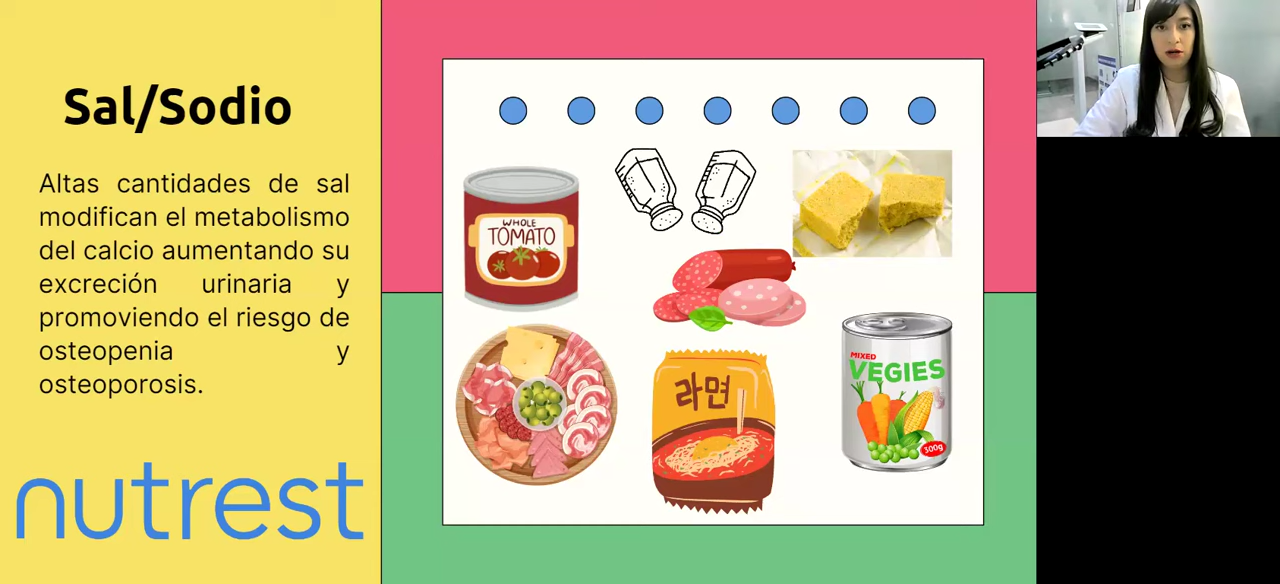 Sal/Sodio
Altas cantidades de sal
modifican el metabolismo
del calcio aumentando su
excreción urinaria y
promoviendo el riesgo de
osteopenia y
osteoporosis.
nutrest
WHOLE
TOMATO
라면
MIXED
VEGIES
300g